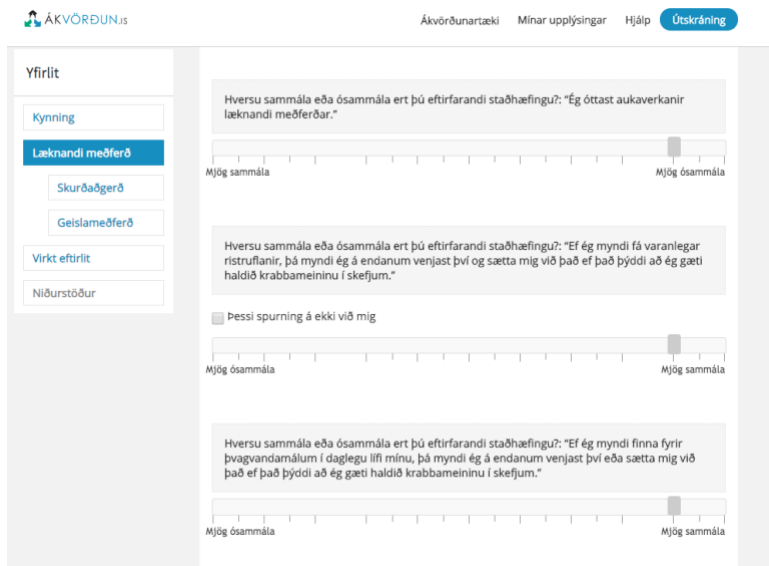 ÁKVÖRÐUN.IS
Ákvörðunartæki Mínar upplýsingar Hjálp Útskráning
Yfirlit
Kynning
Læknandi meðferð
Skurðaðgerð
Geislameðferð
Virkt eftirlit
Niðurstöður
Hversu sammála eða ósammála ert þú eftirfarandi staðhæfingu?: “Ég óttast aukaverkanir
læknandi meðferðar.”
Mjög sammála Mjög ósammála
Hversu sammála eða ósammála ert þú eftirfarandi staðhæfingu?: “Ef ég myndi fá varanlegar
ristruflanir, þá myndi ég á endanum venjast því og sætta mig við það ef það þýddi að ég gæti
haldið krabbameininu í skefjum.”
Þessi spurning á ekki við mig
Mjög ósammála Mjög sammála
Hversu sammála eða ósammála ert þú eftirfarandi staðhæfingu?: “Ef ég myndi finna fyrir
þvagvandamálum í daglegu lífi mínu, þá myndi ég á endanum venjast því eða sætta mig við
það ef það þýddi að ég gæti haldið krabbameininu í skefjum.”
Mjög ósammála Mjög sammála